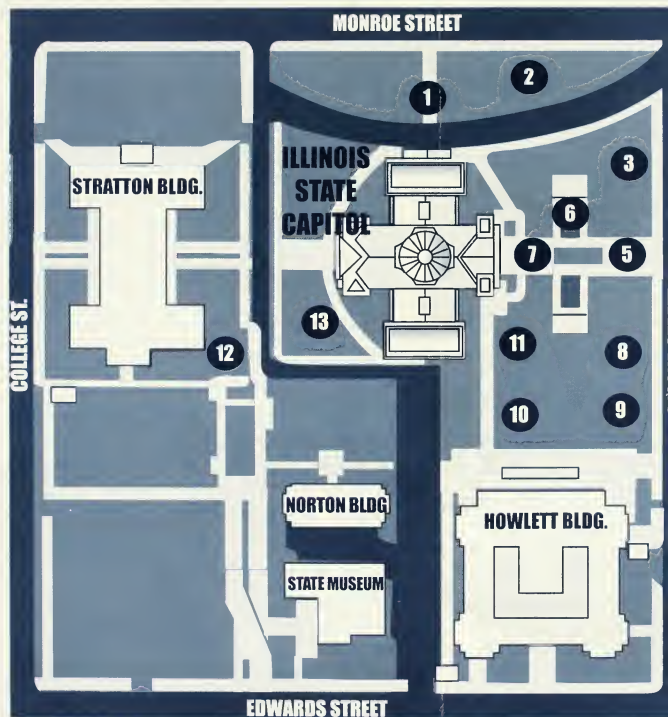 MONROE STREET
1
2
ILLINOIS
STATE
CAPITOL
STRATTON BLDG.
3
6
7
5
COLLEGE ST.
13
11
8
12
10
9
NORTON BLDG
HOWLETT BLDG.
STATE MUSEUM
EDWARDS STREET